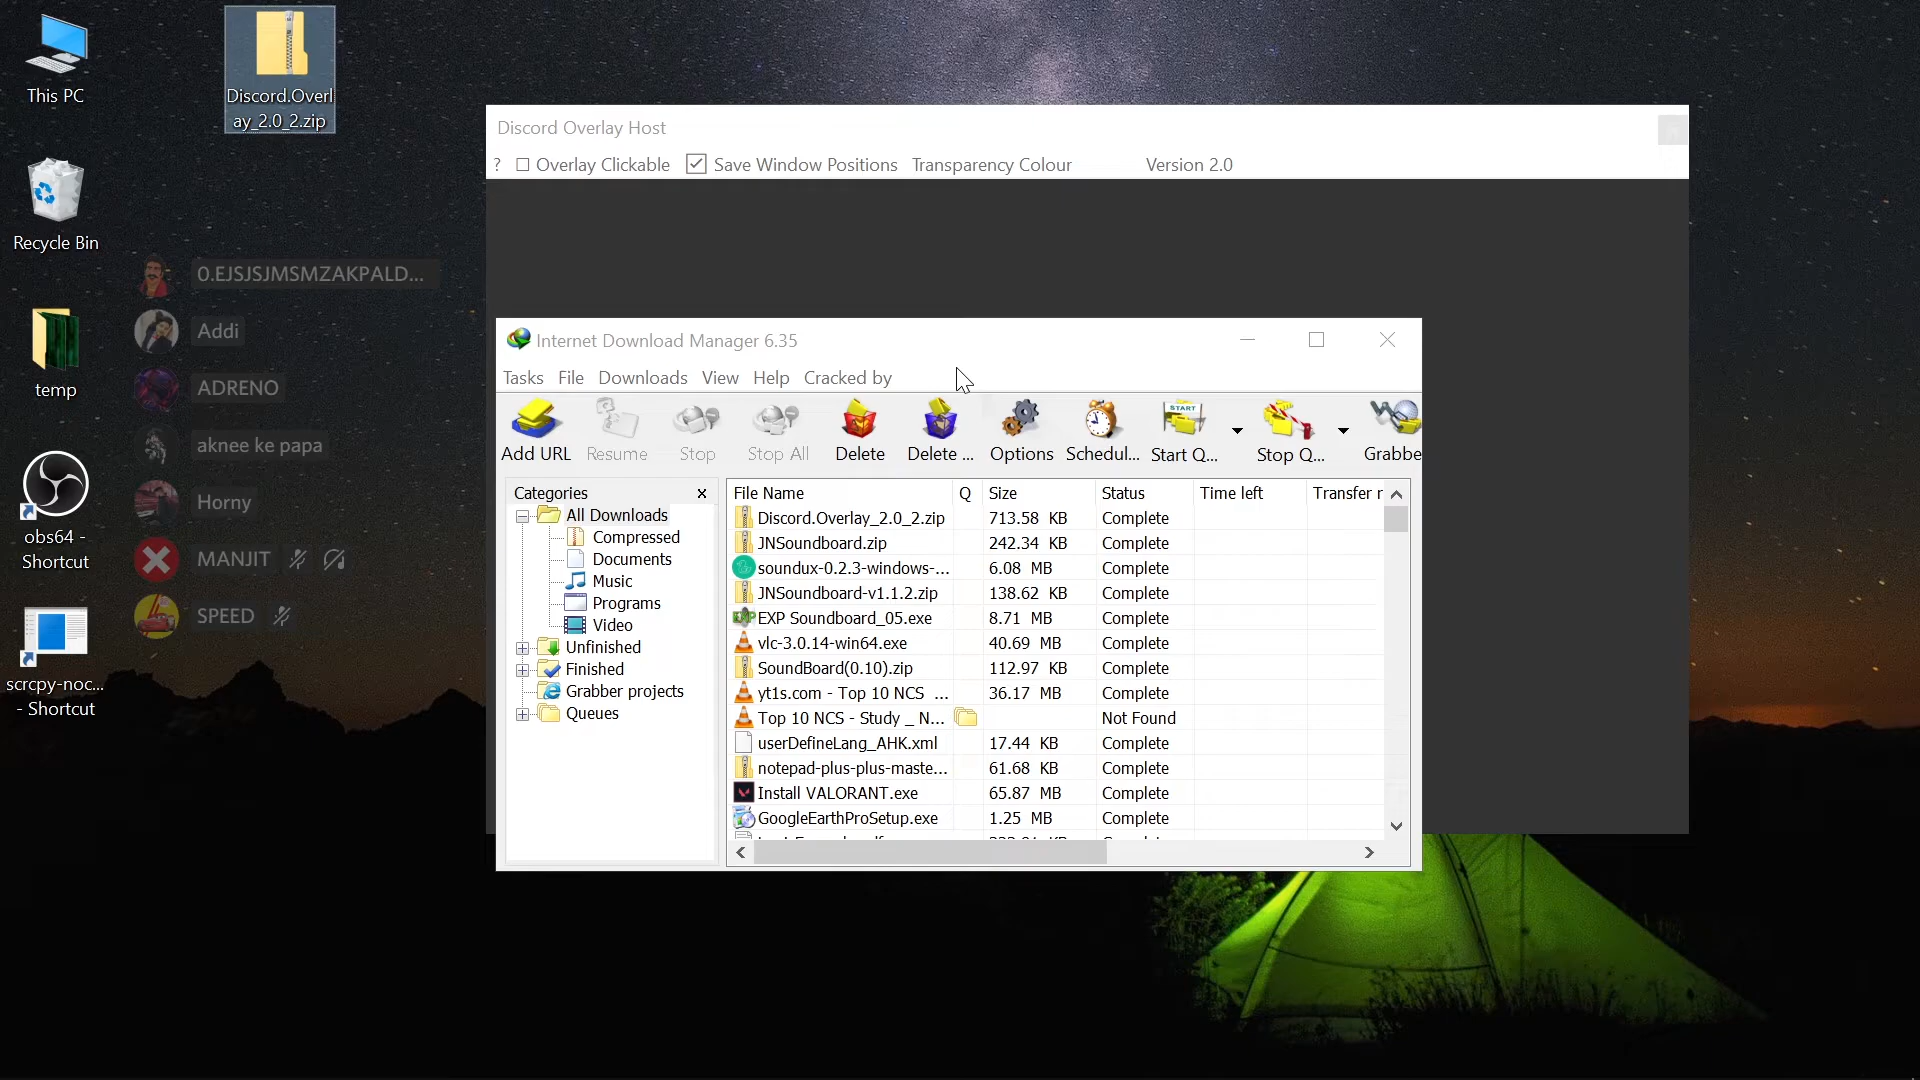 This PC
Discord.Overl
ay_2.0_2.zip
Recycle Bin
temp
obs64 -
Shortcut
scrcpy-noc...
- Shortcut
0.EJSJSJMSMZAKPALD...
Addi
ADRENO
aknee ke papa
Horny
MANJIT
SPEED
Discord Overlay Host
? Overlay Clickable Save Window Positions Transparency Colour Version 2.0
Internet Download Manager 6.35
Tasks File Downloads View Help Cracked by
Add URL Resume Stop Stop All Delete Delete ... Options Schedul... Start Q... Stop Q... Grabbe
START
Categories
All Downloads
Compressed
Documents
Music
Programs
Video
Unfinished
Finished
Grabber projects
Queues
File Name Q Size Status Time left Transfer r
Discord.Overlay_2.0_2.zip 713.58 KB Complete
JNSoundboard.zip 242.34 KB Complete
soundux-0.2.3-windows-... 6.08 MB Complete
JNSoundboard-v1.1.2.zip 138.62 KB Complete
EXP Soundboard_05.exe 8.71 MB Complete
vlc-3.0.14-win64.exe 40.69 MB Complete
SoundBoard(0.10).zip 112.97 KB Complete
yt1s.com - Top 10 NCS ... 36.17 MB Complete
Top 10 NCS - Study _ N... Not Found
userDefineLang_AHK.xml 17.44 KB Complete
notepad-plus-plus-maste... 61.68 KB Complete
Install VALORANT.exe 65.87 MB Complete
GoogleEarthProSetup.exe 1.25 MB Complete